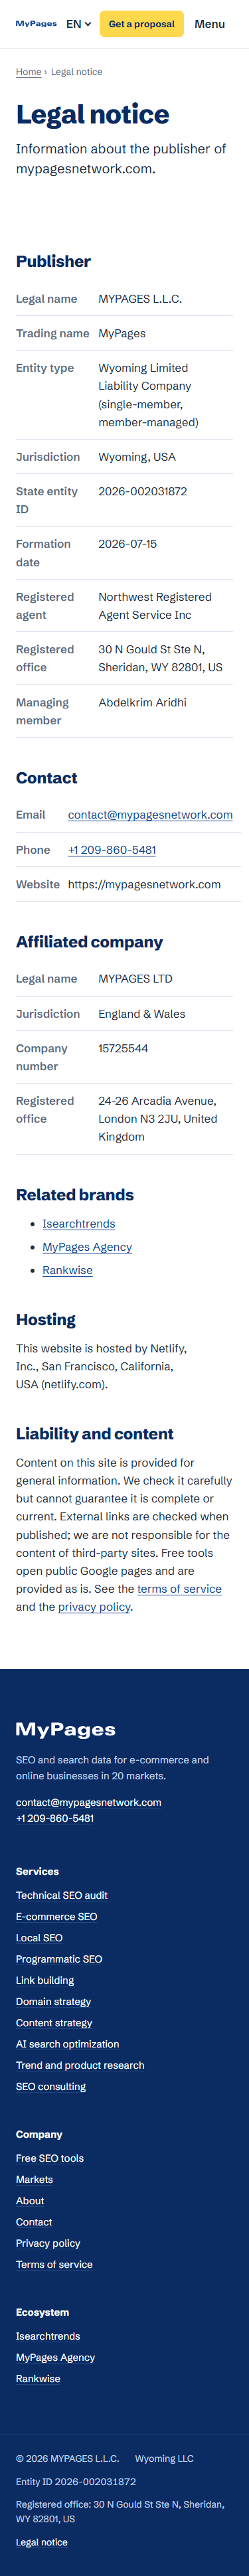 MyPages EN Get a proposal Menu
Home › Legal notice
Legal notice
Information about the publisher of
mypagesnetwork.com.
Publisher
Legal name MYPAGES L.L.C.
Trading name MyPages
Entity type Wyoming Limited
Liability Company
(single-member,
member-managed)
Jurisdiction Wyoming, USA
State entity 2026-002031872
ID
Formation 2026-07-15
date
Registered Northwest Registered
agent Agent Service Inc
Registered 30 N Gould St Ste N,
office Sheridan, WY 82801, US
Managing Abdelkrim Aridhi
member
Contact
Email contact@mypagesnetwork.com
Phone +1 209-860-5481
Website https://mypagesnetwork.com
Affiliated company
Legal name MYPAGES LTD
Jurisdiction England & Wales
Company 15725544
number
Registered 24-26 Arcadia Avenue,
office London N3 2JU, United
Kingdom
Related brands
• Isearchtrends
• MyPages Agency
• Rankwise
Hosting
This website is hosted by Netlify,
Inc., San Francisco, California,
USA (netlify.com).
Liability and content
Content on this site is provided for
general information. We check it carefully
but cannot guarantee it is complete or
current. External links are checked when
published; we are not responsible for the
content of third-party sites. Free tools
open public Google pages and are
provided as is. See the terms of service
and the privacy policy.
MyPages
SEO and search data for e-commerce and
online businesses in 20 markets.
contact@mypagesnetwork.com
+1 209-860-5481
Services
Technical SEO audit
E-commerce SEO
Local SEO
Programmatic SEO
Link building
Domain strategy
Content strategy
AI search optimization
Trend and product research
SEO consulting
Company
Free SEO tools
Markets
About
Contact
Privacy policy
Terms of service
Ecosystem
Isearchtrends
MyPages Agency
Rankwise
© 2026 MYPAGES L.L.C. Wyoming LLC
Entity ID 2026-002031872
Registered office: 30 N Gould St Ste N, Sheridan,
WY 82801, US
Legal notice